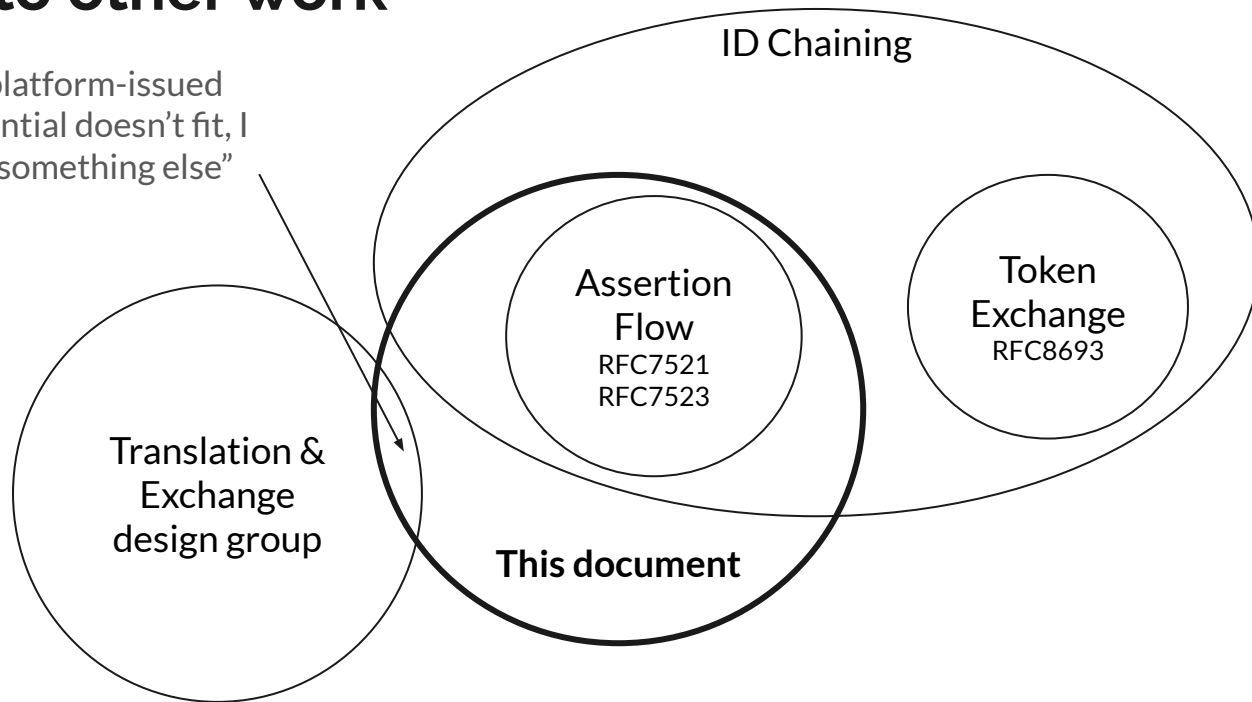 to other work
ID Chaining
platform-issued
ential doesn’t fit, I
something else”
Assertion
Flow
RFC7521
RFC7523
Token
Exchange
RFC8693
Translation &
Exchange
design group
This document